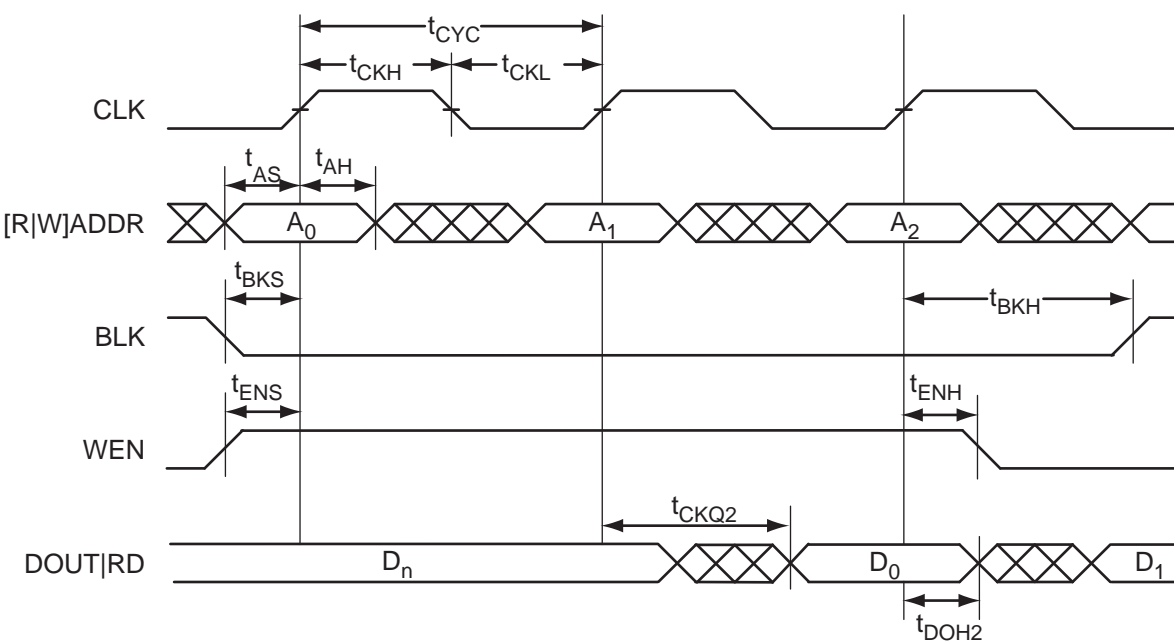 tCYC
tCKH tCKL
CLK
tAS tAH
[R|W]ADDR A0 A1 A2
tBKS tBKH
BLK
tENS tENH
WEN
tCKQ2
DOUT|RD Dn D0 D1
tDOH2